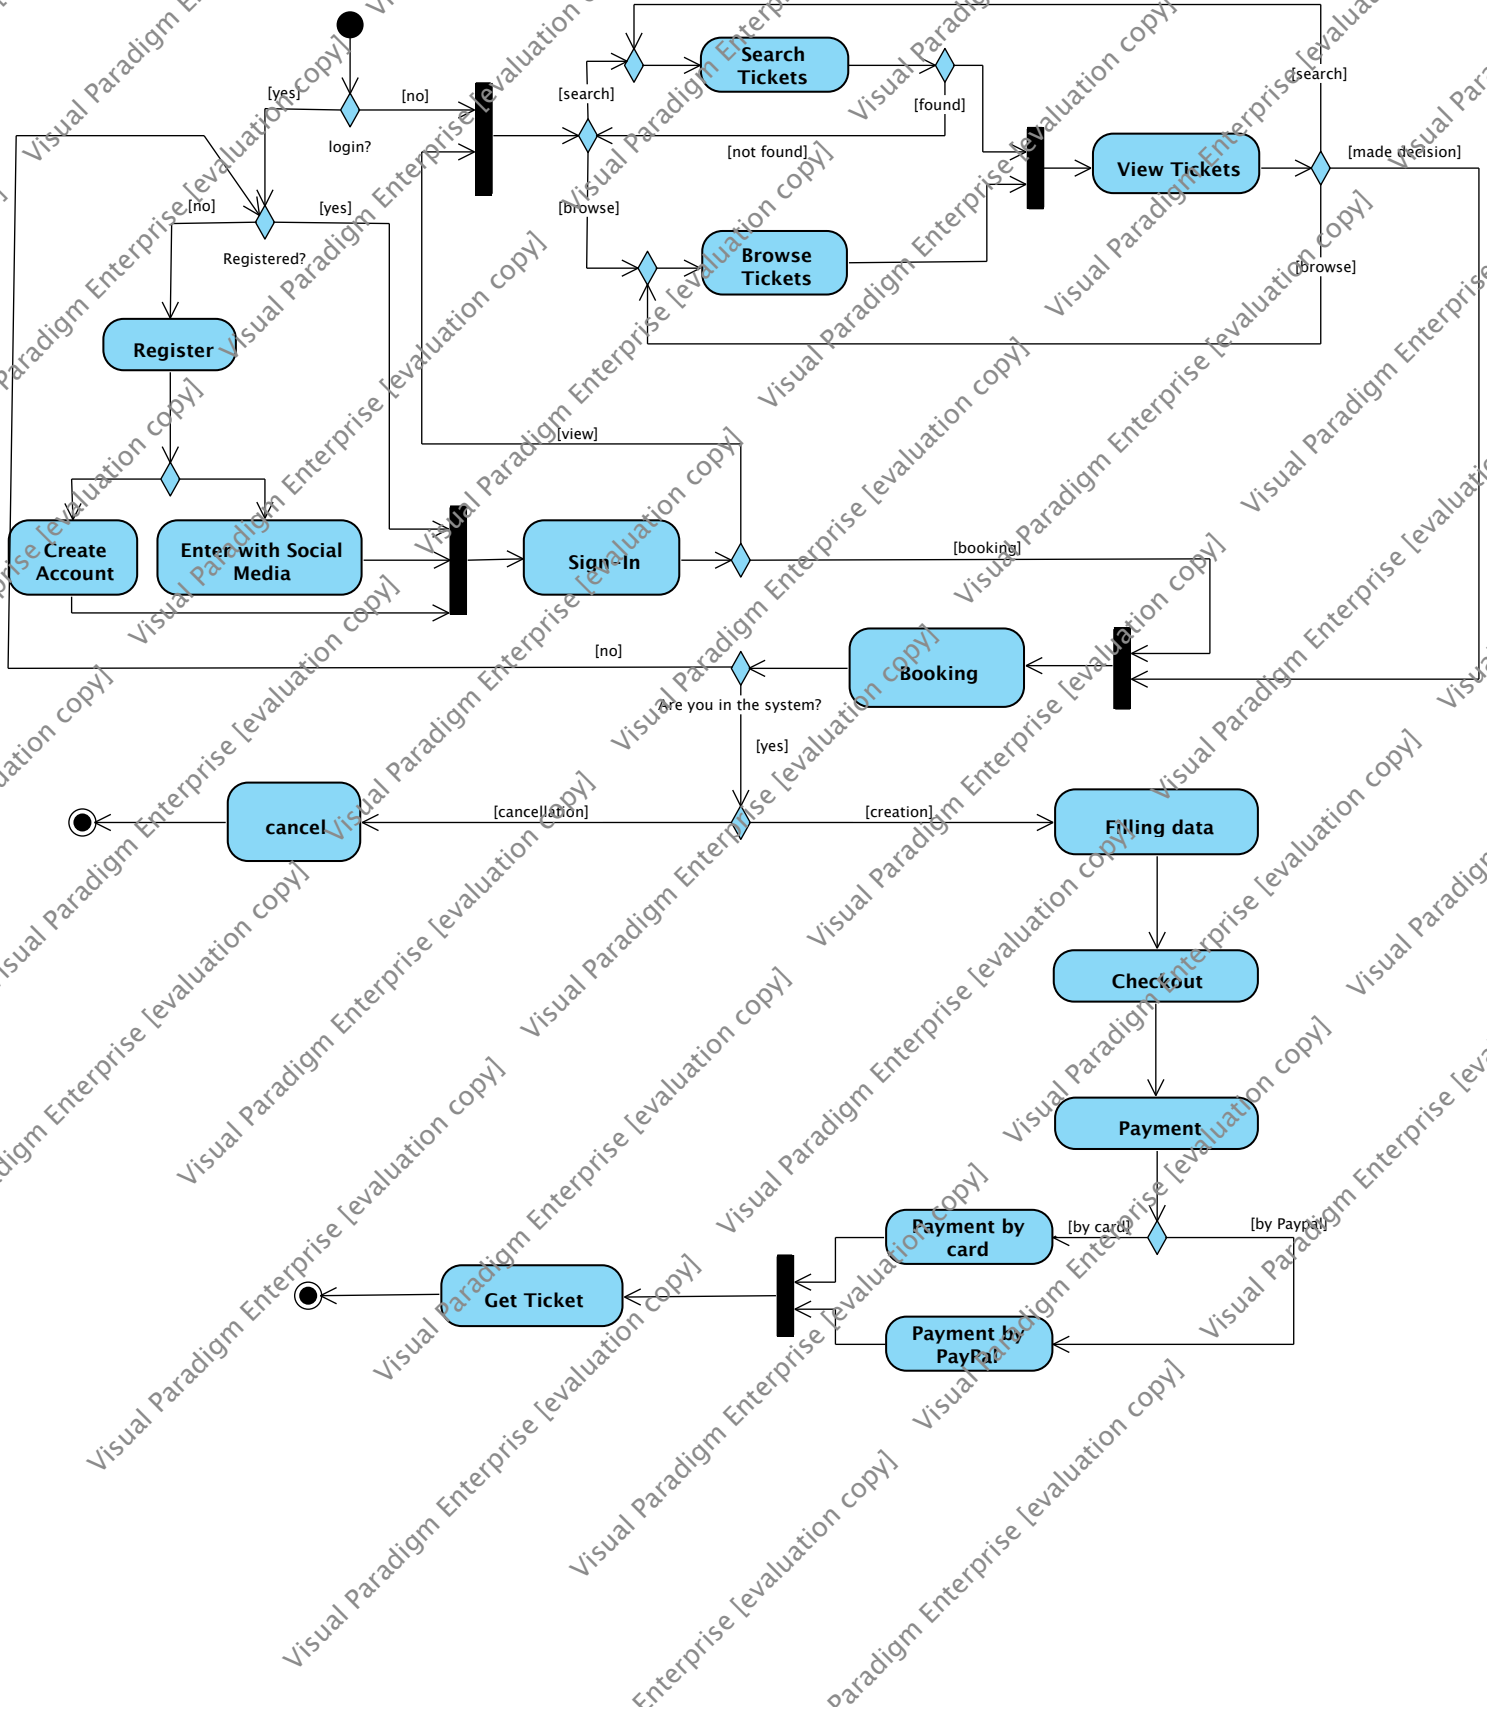 Search
Tickets
[search]
[yes]
[no]
[search]
[found]
login?
[not found]
View Tickets
[made decision]
[no]
[yes]
[browse]
Registered?
Browse
Tickets
[browse]
Register
[view]
Create
Account
Enter with Social
Media
Sign-In
[booking]
[no]
Booking
Are you in the system?
[yes]
cancel
[cancellation]
[creation]
Filling data
Checkout
Payment
Payment by
card
[by card]
[by Paypal]
Get Ticket
Payment by
PayPal
Visual Paradigm Enterprise [evaluation copy]